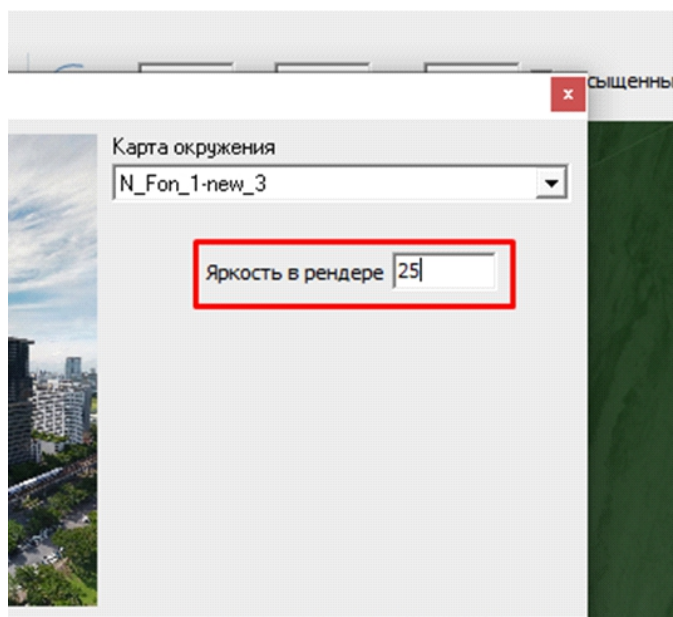 сыщенны
Карта окружения
N_Fon_1-new_3
Яркость в рендере 25